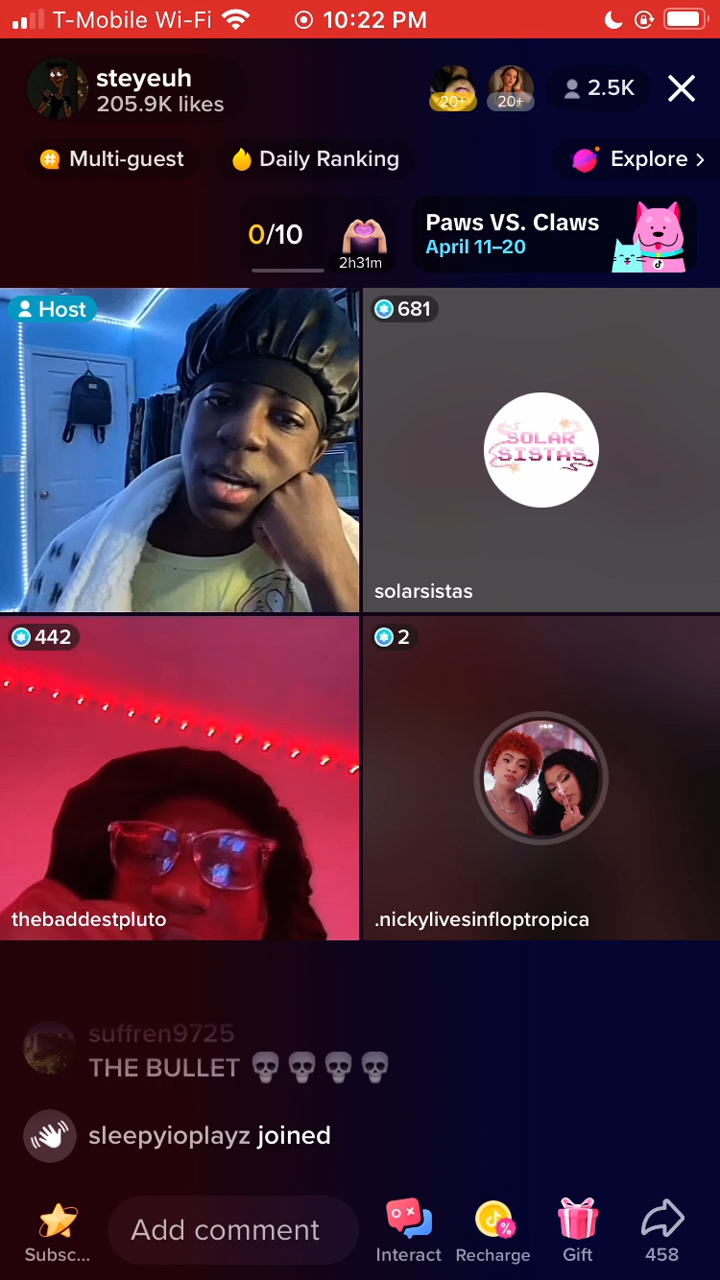 T-Mobile Wi-Fi 10:22 PM
steyeuh
205.9K likes
20+
20+
2.5K
Multi-guest
Daily Ranking
Explore
0/10
2h31m
Paws VS. Claws
April 11–20
Host
681
SOLAR
SISTAS
solarsistas
442
thebaddestpluto
2
.nickylivesinfloptropica
suffren9725
THE BULLET 💀💀💀💀
sleepyioplayz joined
Add comment
Subsc...
Interact
Recharge
Gift
458